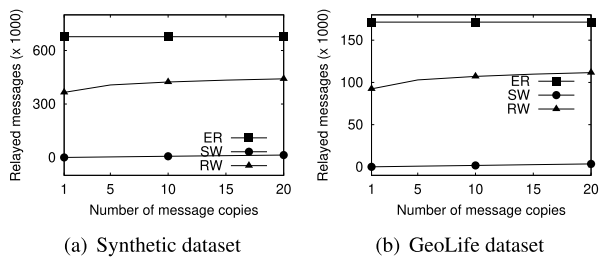 Relayed messages (x 1000)
600
300
0
ER
SW
RW
1 5 10 15 20
Number of message copies
(a) Synthetic dataset
Relayed messages (x 1000)
150
100
50
0
ER
SW
RW
1 5 10 15 20
Number of message copies
(b) GeoLife dataset